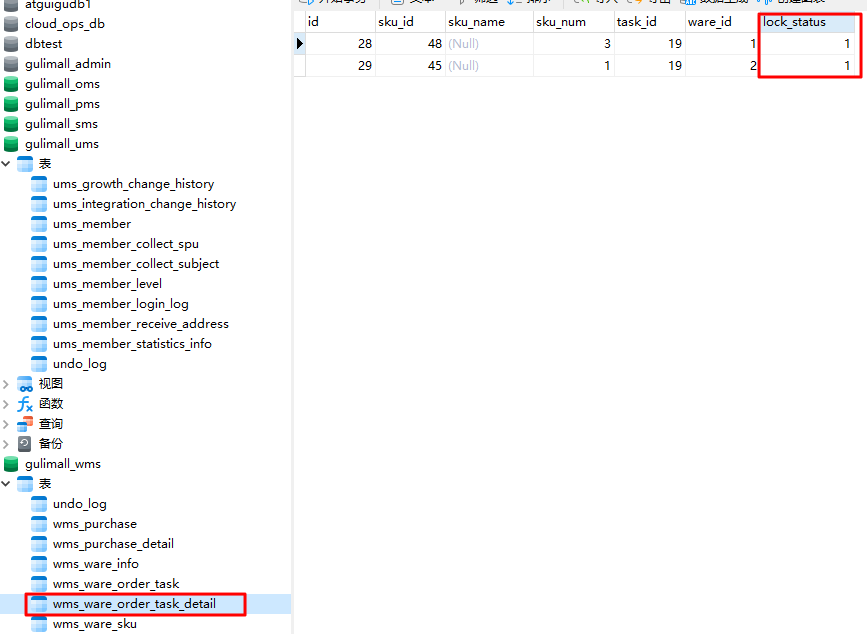 atguigudb1
cloud_ops_db
dbtest
gulimall_admin
gulimall_oms
gulimall_pms
gulimall_sms
gulimall_ums
表
ums_growth_change_history
ums_integration_change_history
ums_member
ums_member_collect_spu
ums_member_collect_subject
ums_member_level
ums_member_login_log
ums_member_receive_address
ums_member_statistics_info
undo_log
视图
函数
查询
备份
gulimall_wms
表
undo_log
wms_purchase
wms_purchase_detail
wms_ware_info
wms_ware_order_task
wms_ware_order_task_detail
wms_ware_sku
id sku_id sku_name sku_num task_id ware_id lock_status
28 48 (Null) 3 19 1 1
29 45 (Null) 1 19 2 1